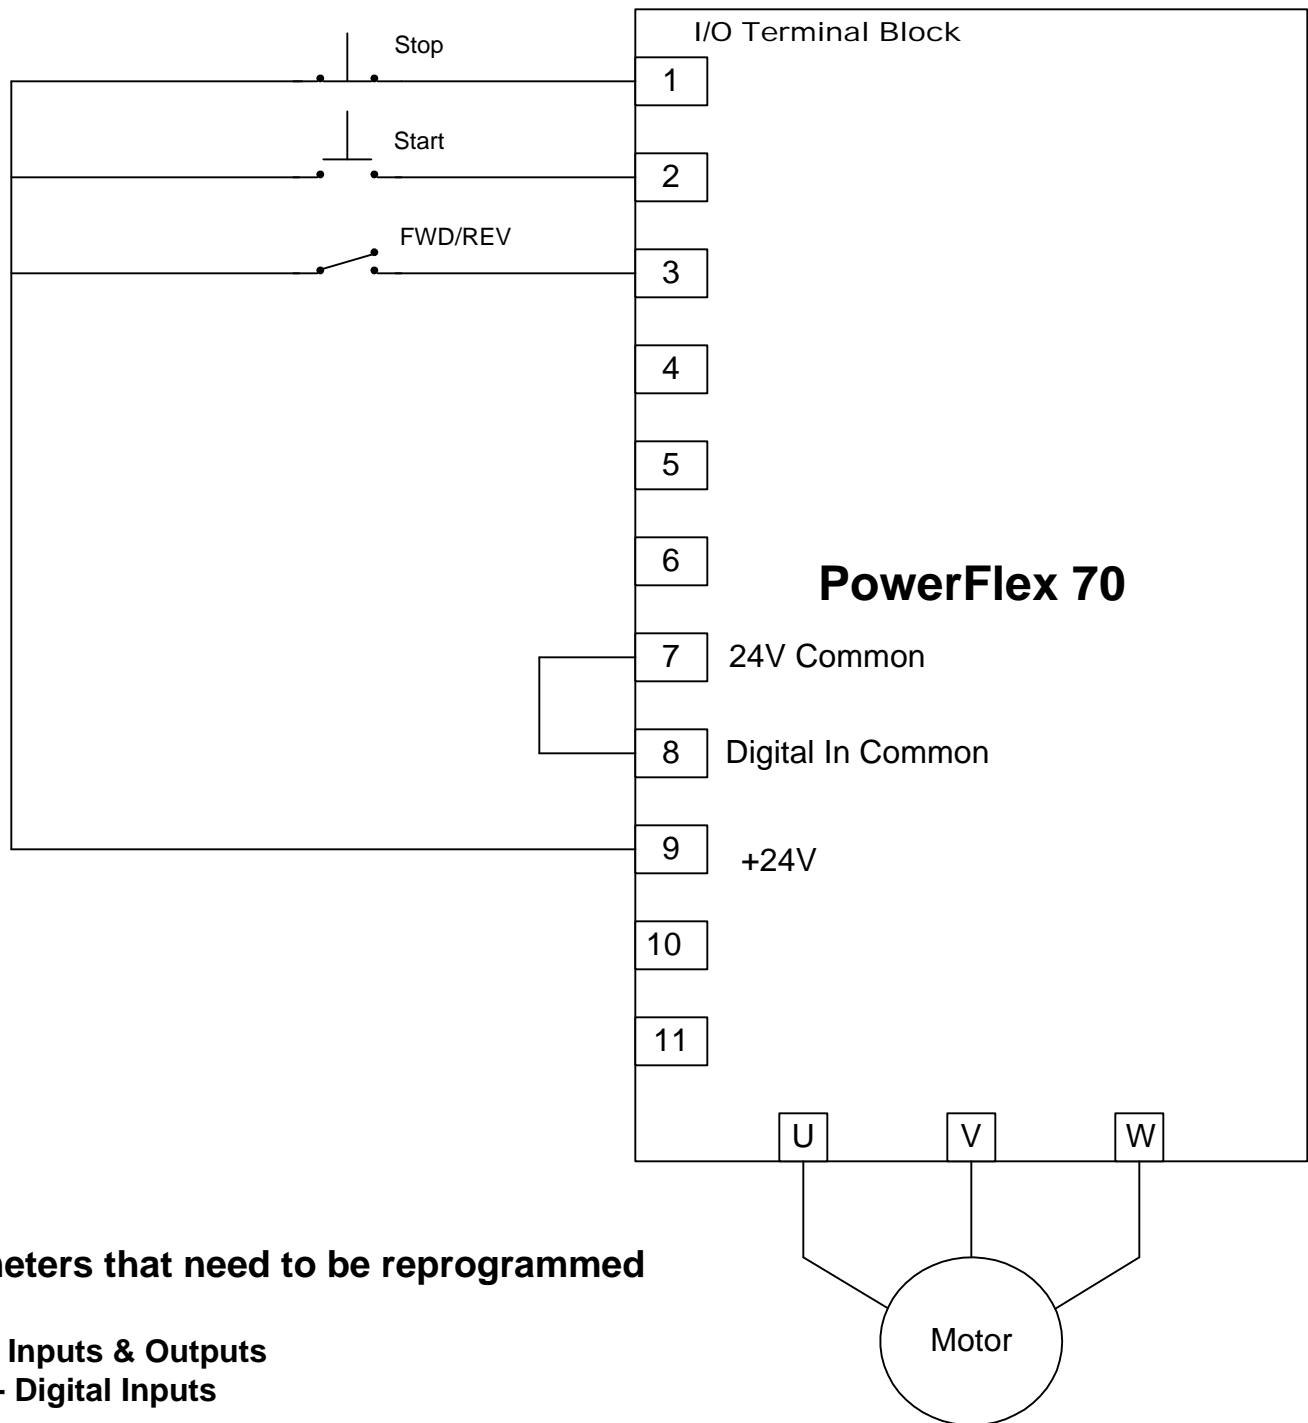 I/O Terminal Block
Stop
1
Start
2
FWD/REV
3
4
5
6
PowerFlex 70
7 24V Common
8 Digital In Common
9 +24V
10
11
U V W
Motor
that need to be reprogrammed
Inputs & Outputs
- Digital Inputs